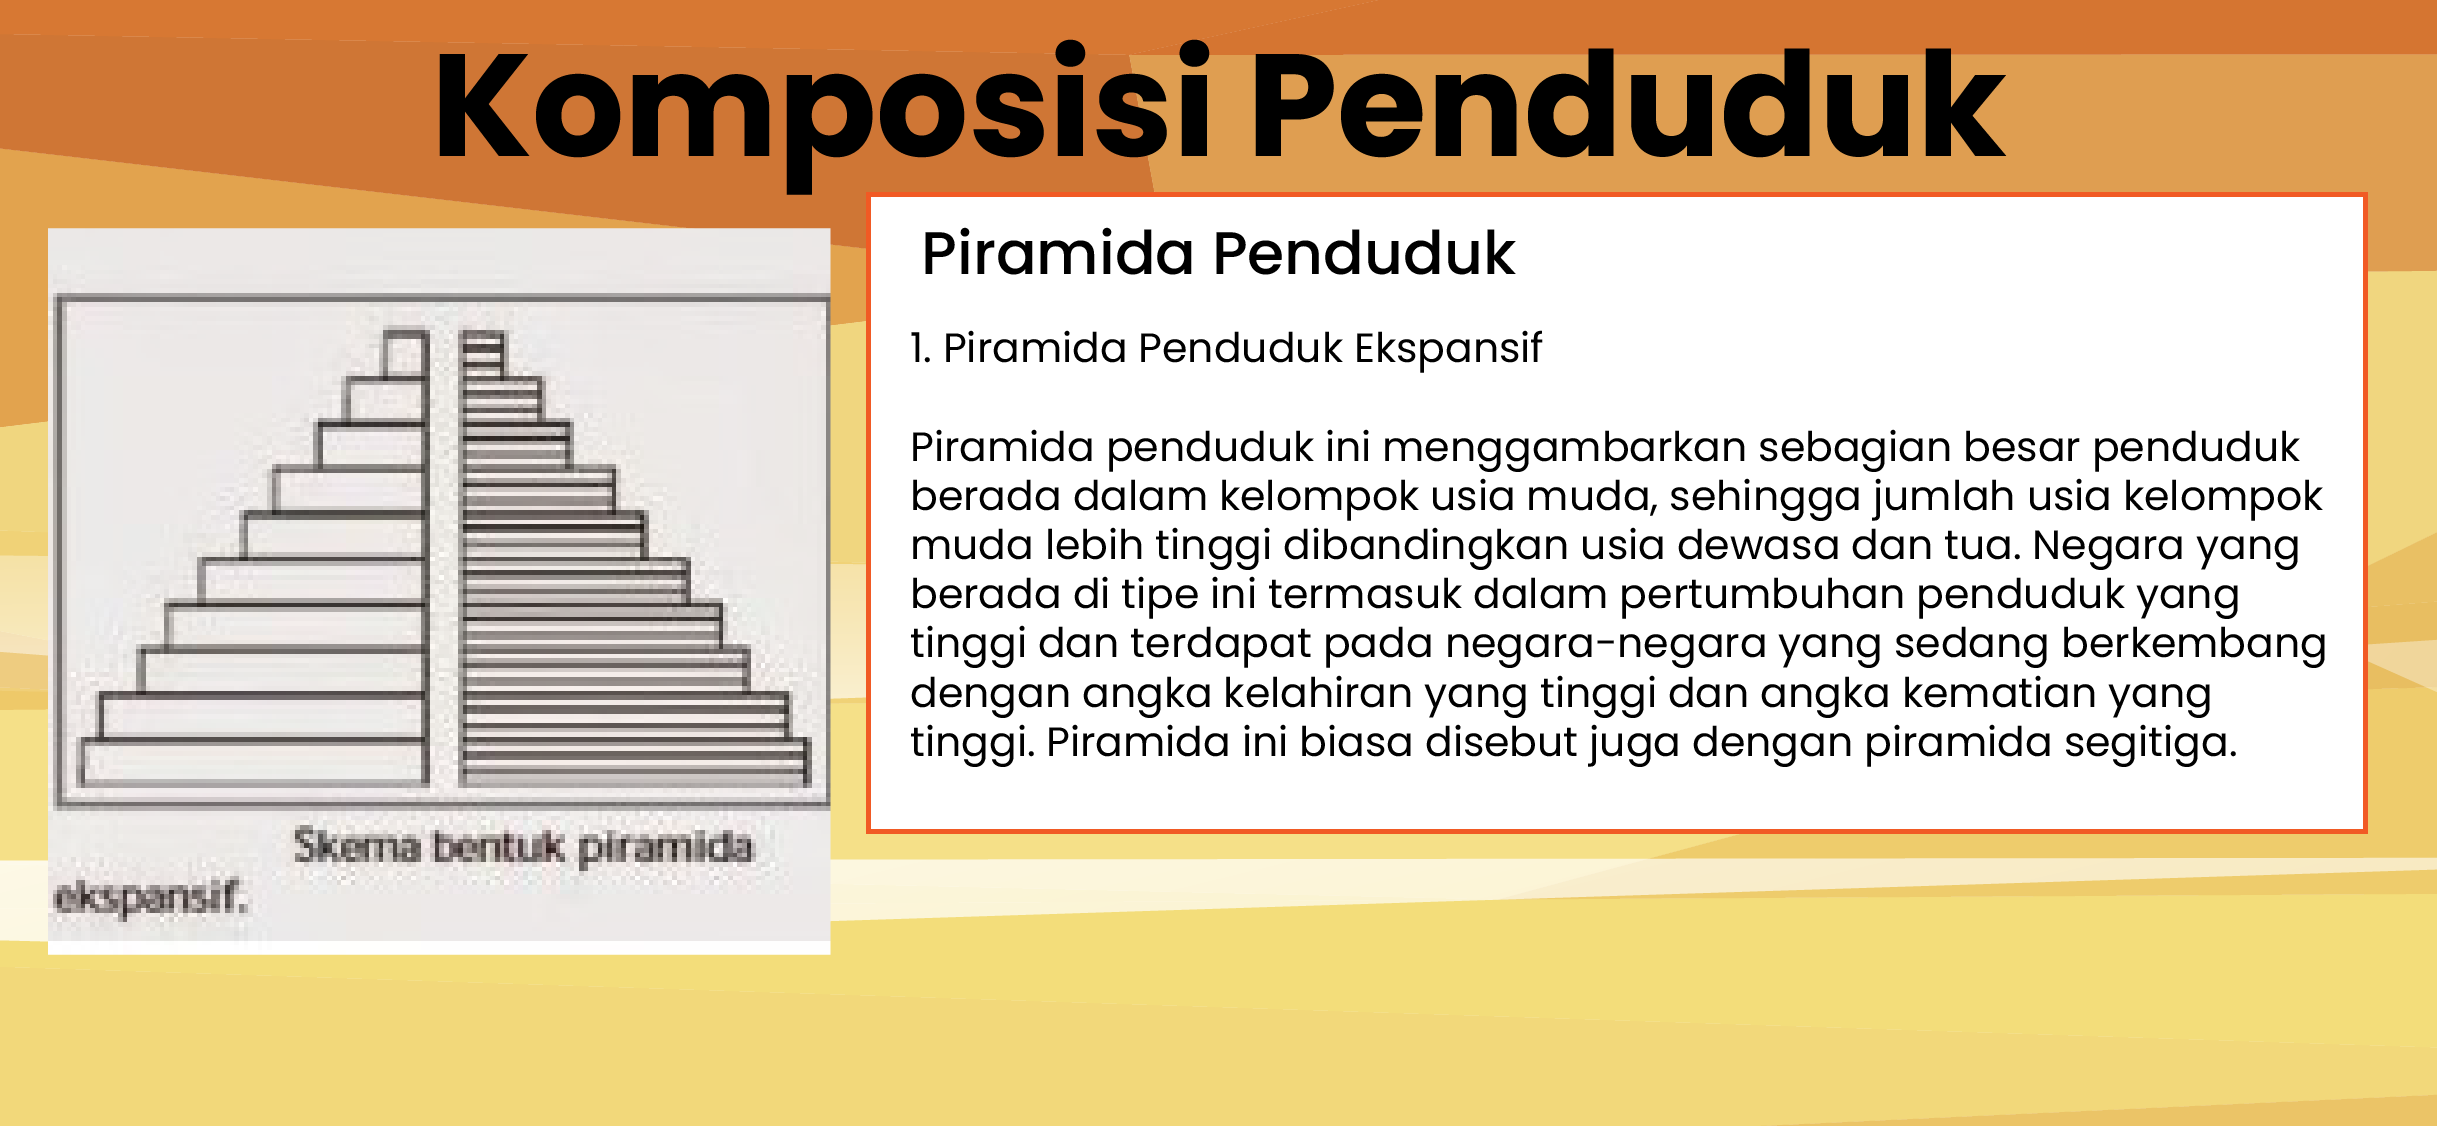 Komposisi Penduduk
Piramida Penduduk
1. Piramida Penduduk Ekspansif
Piramida penduduk ini menggambarkan sebagian besar penduduk
berada dalam kelompok usia muda, sehingga jumlah usia kelompok
muda lebih tinggi dibandingkan usia dewasa dan tua. Negara yang
berada di tipe ini termasuk dalam pertumbuhan penduduk yang
tinggi dan terdapat pada negara-negara yang sedang berkembang
dengan angka kelahiran yang tinggi dan angka kematian yang
tinggi. Piramida ini biasa disebut juga dengan piramida segitiga.
Skema bentuk piramida
ekspansif.